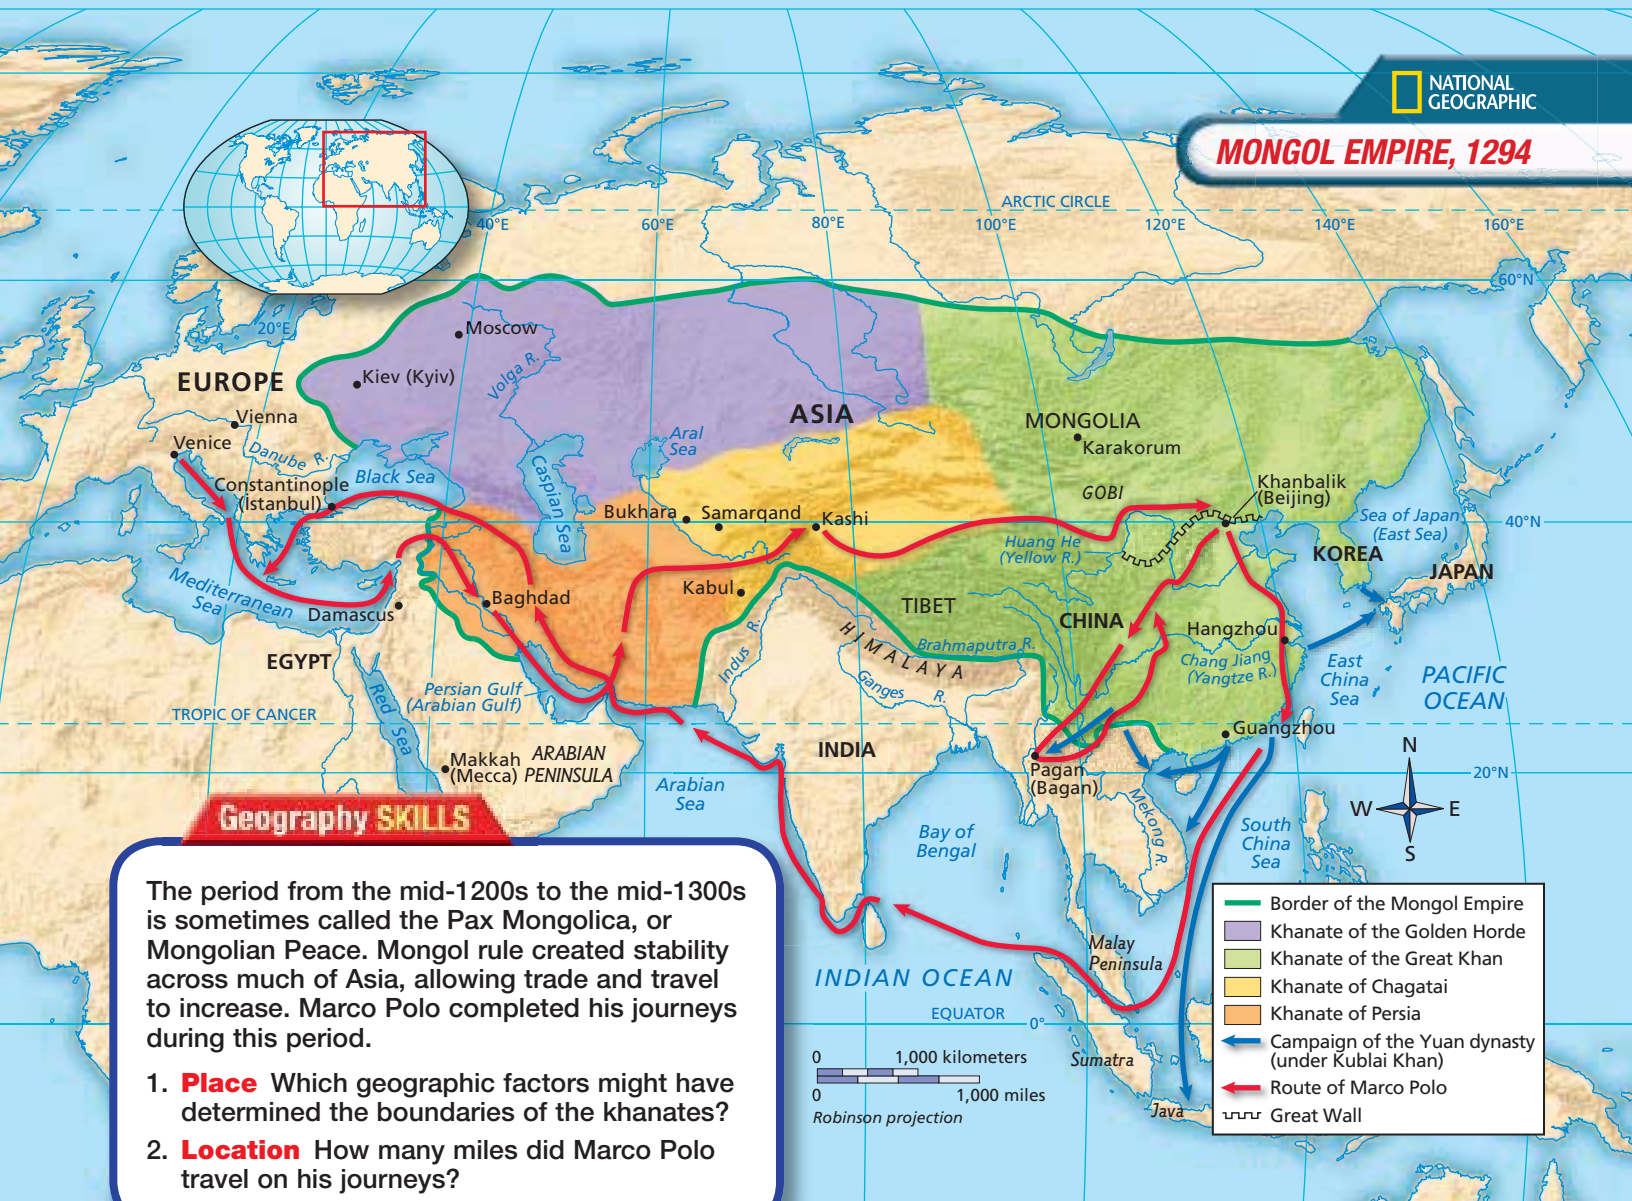 NATIONAL
GEOGRAPHIC
MONGOL EMPIRE, 1294
ARCTIC CIRCLE
40°E
60°E
80°E
100°E
120°E
140°E
160°E
60°N
20°E
Moscow
Volga R.
Kiev (Kyiv)
EUROPE
ASIA
Vienna
Venice
Danube R.
Aral
Sea
MONGOLIA
Karakorum
Constantinople
(İstanbul)
Black Sea
Caspian Sea
Bukhara
Samarqand
Kashi
GOBI
Khanbalik
(Beijing)
Sea of Japan
(East Sea)
40°N
Huang He
(Yellow R.)
KOREA
JAPAN
Mediterranean
Sea
Damascus
Baghdad
Kabul
TIBET
CHINA
Hangzhou
HIMALAYA
Brahmaputra R.
Indus R.
Ganges R.
Chang Jiang
(Yangtze R.)
East
China
Sea
PACIFIC
OCEAN
EGYPT
Red Sea
Persian Gulf
(Arabian Gulf)
TROPIC OF CANCER
Makkah
(Mecca)
ARABIAN
PENINSULA
INDIA
Pagan
(Bagan)
Guangzhou
N
W
E
S
20°N
Arabian
Sea
Bay of
Bengal
Mekong R.
South
China
Sea
Malay
Peninsula
INDIAN OCEAN
EQUATOR
0°
Sumatra
Java
0
1,000 kilometers
0
1,000 miles
Robinson projection
Border of the Mongol Empire
Khanate of the Golden Horde
Khanate of the Great Khan
Khanate of Chagatai
Khanate of Persia
Campaign of the Yuan dynasty
(under Kublai Khan)
Route of Marco Polo
Great Wall
Geography SKILLS
The period from the mid-1200s to the mid-1300s
is sometimes called the Pax Mongolica, or
Mongolian Peace. Mongol rule created stability
across much of Asia, allowing trade and travel
to increase. Marco Polo completed his journeys
during this period.
1. Place Which geographic factors might have
determined the boundaries of the khanates?
2. Location How many miles did Marco Polo
travel on his journeys?